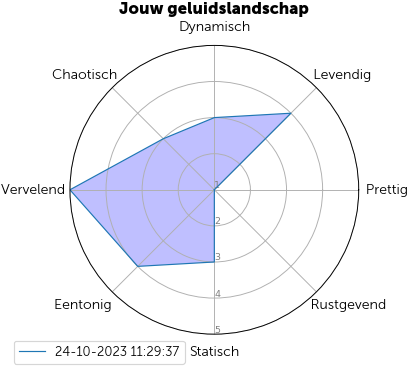 Jouw geluidslandschap
Dynamisch
Chaotisch
Levendig
Vervelend
1
Prettig
2
3
4
Eentonig
Rustgevend
5
24-10-2023 11:29:37
Statisch